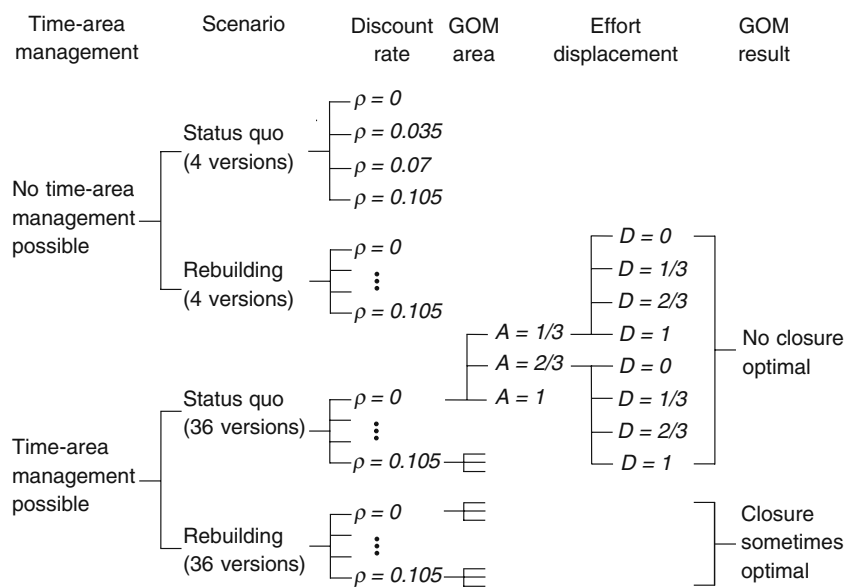 Time-area management
Scenario
Discount rate
GOM area
Effort displacement
GOM result
No time-area management possible
Status quo (4 versions)
ρ = 0
ρ = 0.035
ρ = 0.07
ρ = 0.105
Rebuilding (4 versions)
ρ = 0
ρ = 0.105
Time-area management possible
Status quo (36 versions)
ρ = 0
ρ = 0.105
A = 1/3
A = 2/3
A = 1
D = 0
D = 1/3
D = 2/3
D = 1
D = 0
D = 1/3
D = 2/3
D = 1
No closure optimal
Rebuilding (36 versions)
ρ = 0
ρ = 0.105
Closure sometimes optimal